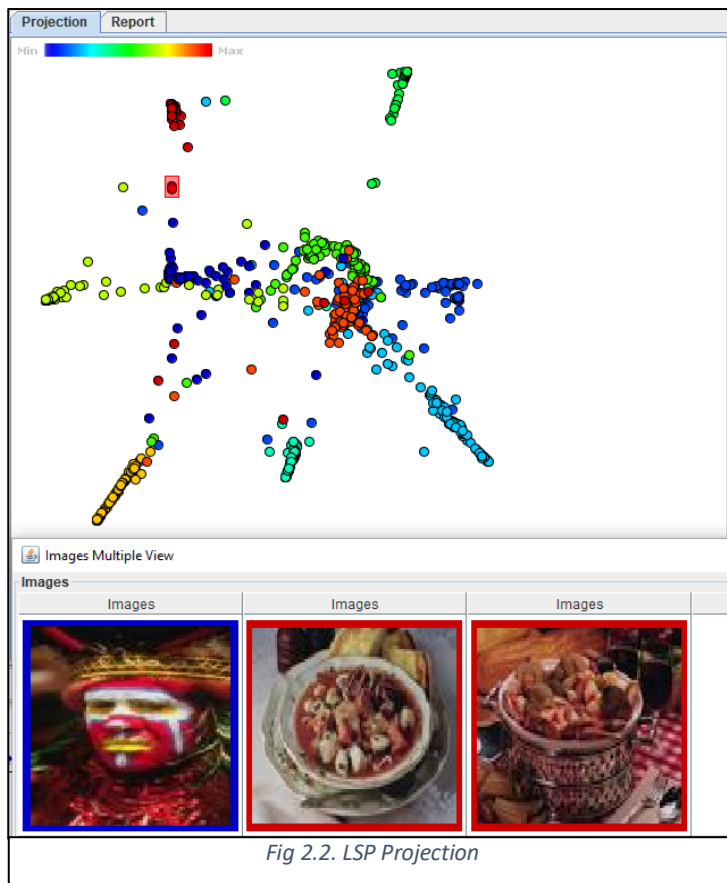 Projection Report
Min Max
Images Multiple View
Images
Images Images Images
Fig 2.2. LSP Projection